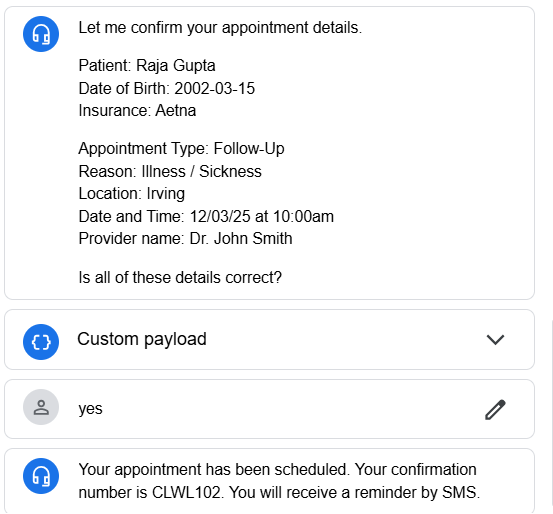 Let me confirm your appointment details.
Patient: Raja Gupta
Date of Birth: 2002-03-15
Insurance: Aetna
Appointment Type: Follow-Up
Reason: Illness / Sickness
Location: Irving
Date and Time: 12/03/25 at 10:00am
Provider name: Dr. John Smith
Is all of these details correct?
Custom payload
yes
Your appointment has been scheduled. Your confirmation
number is CLWL102. You will receive a reminder by SMS.